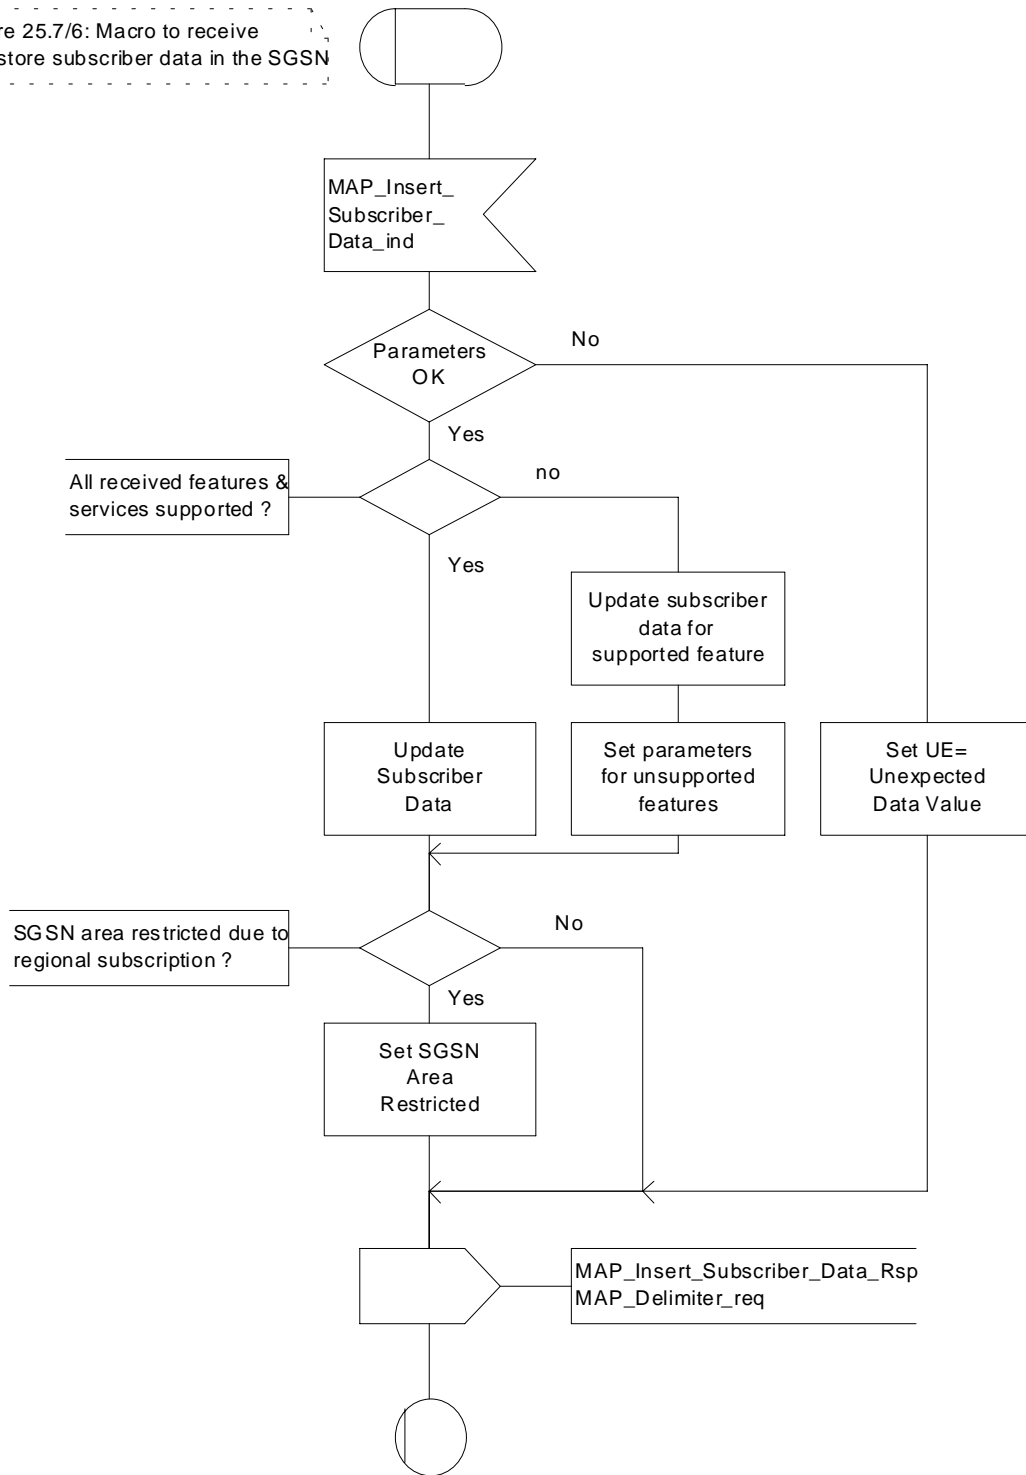 re 25.7/6: Macro to receive
store subscriber data in the SGSN
MAP_Insert_
Subscriber_
Data_ind
Parameters
OK
No
Yes
All received features &
services supported ?
no
Yes
Update subscriber
data for
supported feature
Update
Subscriber
Data
Set parameters
for unsupported
features
Set UE=
Unexpected
Data Value
SGSN area restricted due to
regional subscription ?
No
Yes
Set SGSN
Area
Restricted
MAP_Insert_Subscriber_Data_Rsp
MAP_Delimiter_req